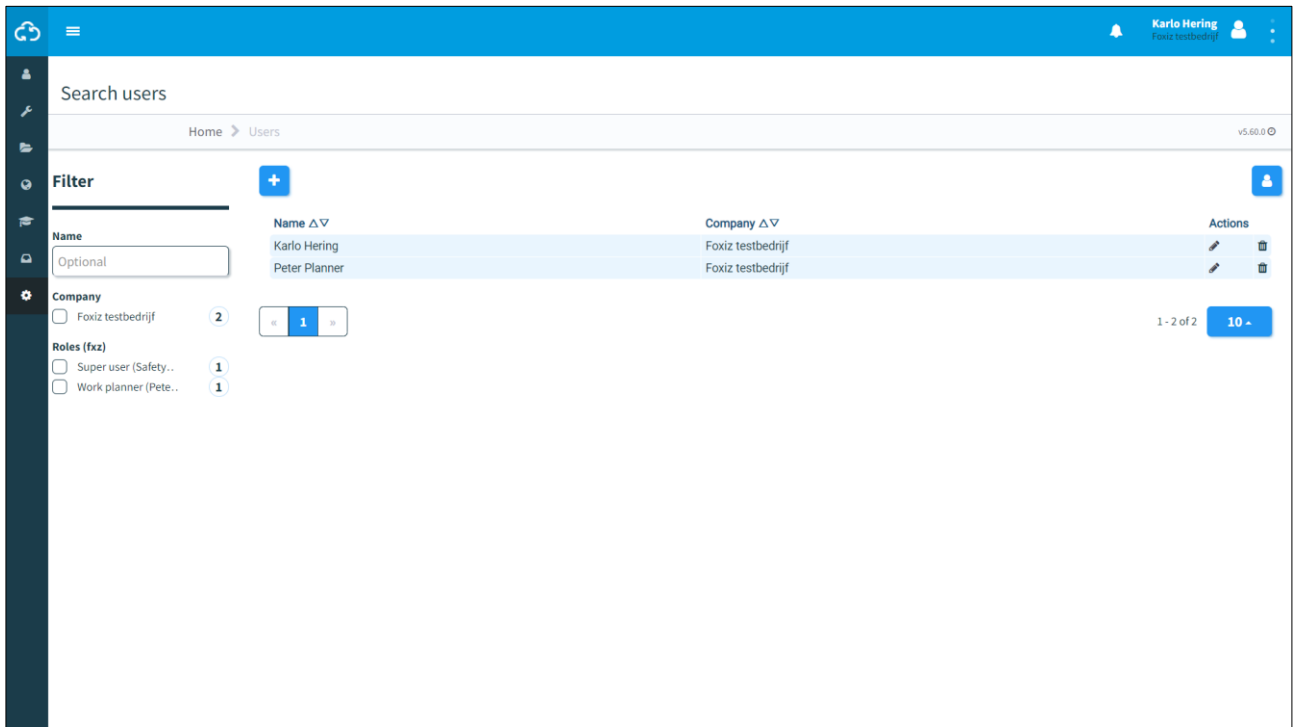 Karlo Hering
Foxiz testbedrijf
Search users
Home Users
v5.60.0
Filter
Name
Optional
Company
Foxiz testbedrijf 2
Roles (fxz)
Super user (Safety.. 1
Work planner (Pete.. 1
Name Company Actions
Karlo Hering Foxiz testbedrijf
Peter Planner Foxiz testbedrijf
« 1 »
1 - 2 of 2 10